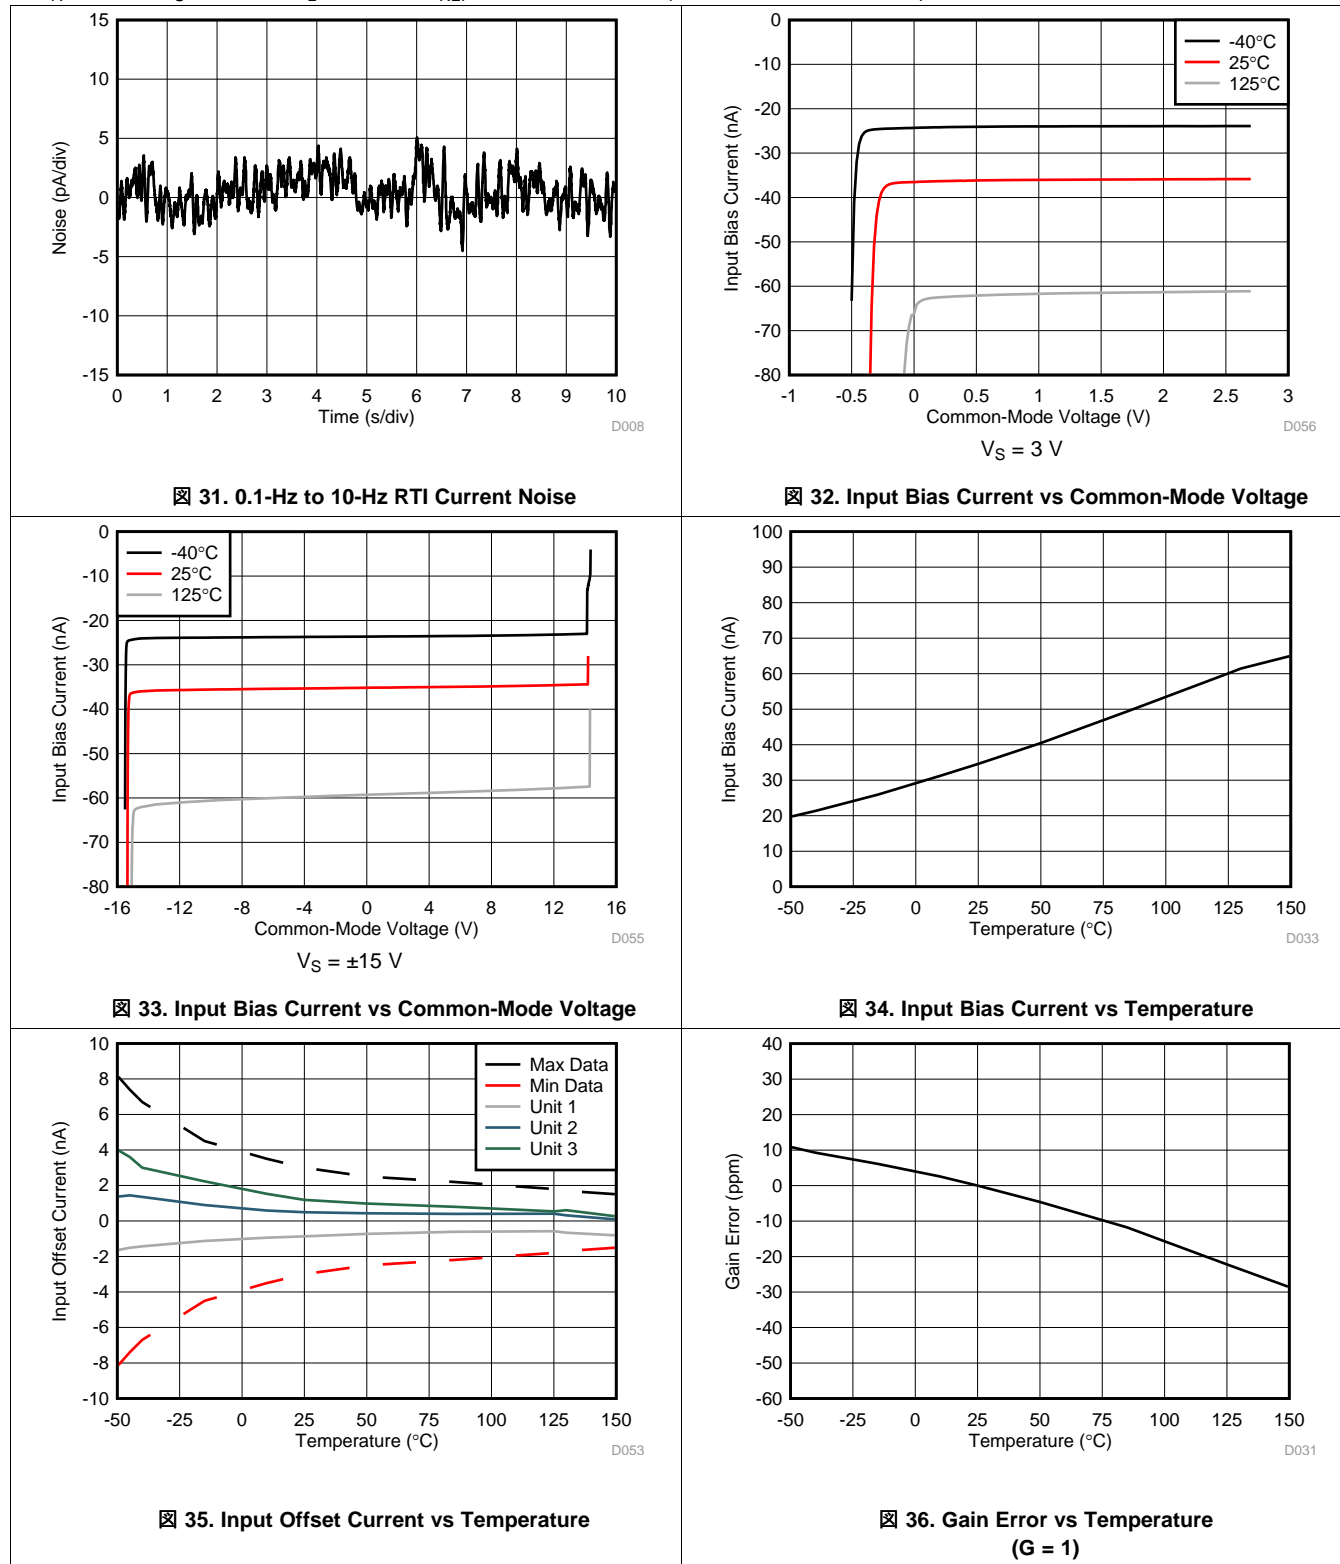 15
10
5
0
-5
-10
-15
0 1 2 3 4 5 6 7 8 9 10
Noise (pA/div)
Time (s/div)
D008
図 31. 0.1-Hz to 10-Hz RTI Current Noise
0
-10
-20
-30
-40
-50
-60
-70
-80
-1 -0.5 0 0.5 1 1.5 2 2.5 3
Input Bias Current (nA)
Common-Mode Voltage (V)
-40°C
25°C
125°C
D056
VS = 3 V
図 32. Input Bias Current vs Common-Mode Voltage
0
-10
-20
-30
-40
-50
-60
-70
-80
-16 -12 -8 -4 0 4 8 12 16
Input Bias Current (nA)
Common-Mode Voltage (V)
-40°C
25°C
125°C
D055
VS = ±15 V
図 33. Input Bias Current vs Common-Mode Voltage
100
90
80
70
60
50
40
30
20
10
0
-50 -25 0 25 50 75 100 125 150
Input Bias Current (nA)
Temperature (°C)
D033
図 34. Input Bias Current vs Temperature
10
8
6
4
2
0
-2
-4
-6
-8
-10
-50 -25 0 25 50 75 100 125 150
Input Offset Current (nA)
Temperature (°C)
Max Data
Min Data
Unit 1
Unit 2
Unit 3
D053
図 35. Input Offset Current vs Temperature
40
30
20
10
0
-10
-20
-30
-40
-50
-60
-50 -25 0 25 50 75 100 125 150
Gain Error (ppm)
Temperature (°C)
D031
図 36. Gain Error vs Temperature
(G = 1)